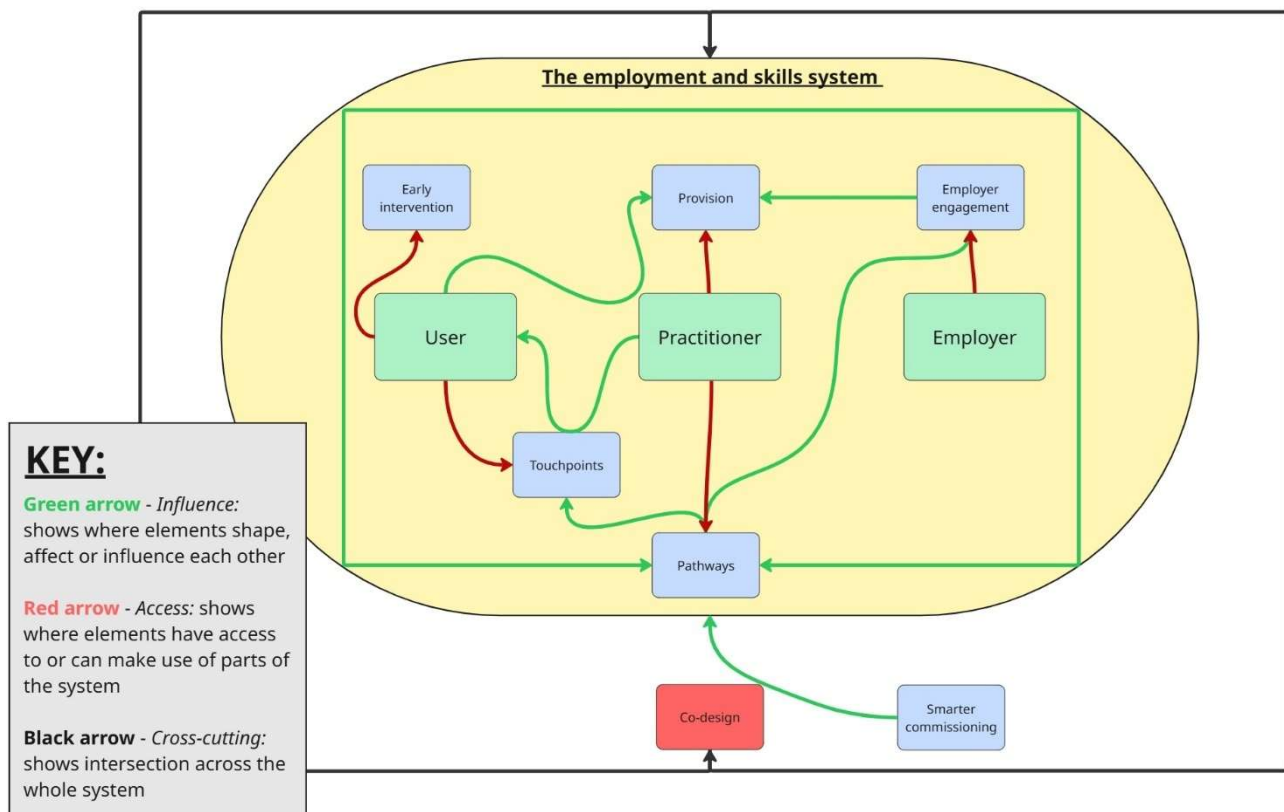 The employment and skills system
Early
intervention
Provision
Employer
engagement
User
Practitioner
Employer
Touchpoints
Pathways
Co-design
Smarter
commissioning
KEY:
Green arrow - Influence:
shows where elements shape,
affect or influence each other
Red arrow - Access: shows
where elements have access
to or can make use of parts of
the system
Black arrow - Cross-cutting:
shows intersection across the
whole system